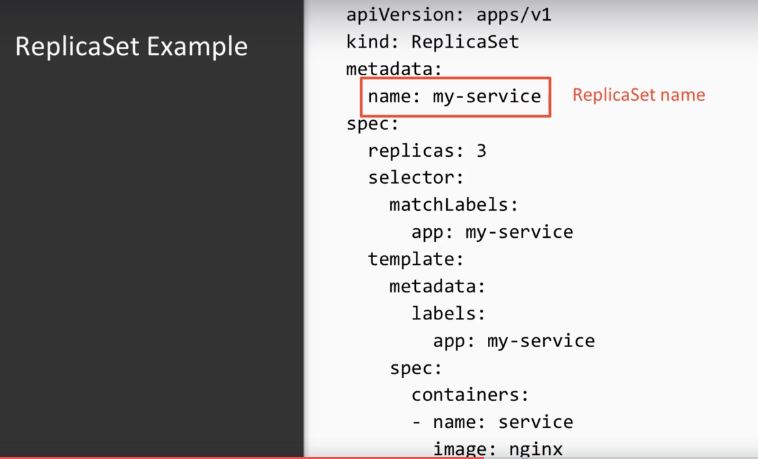 ReplicaSet Example
apiVersion: apps/v1
kind: ReplicaSet
metadata:
  name: my-service
ReplicaSet name
spec:
  replicas: 3
  selector:
    matchLabels:
      app: my-service
  template:
    metadata:
      labels:
        app: my-service
    spec:
      containers:
      - name: service
        image: nginx